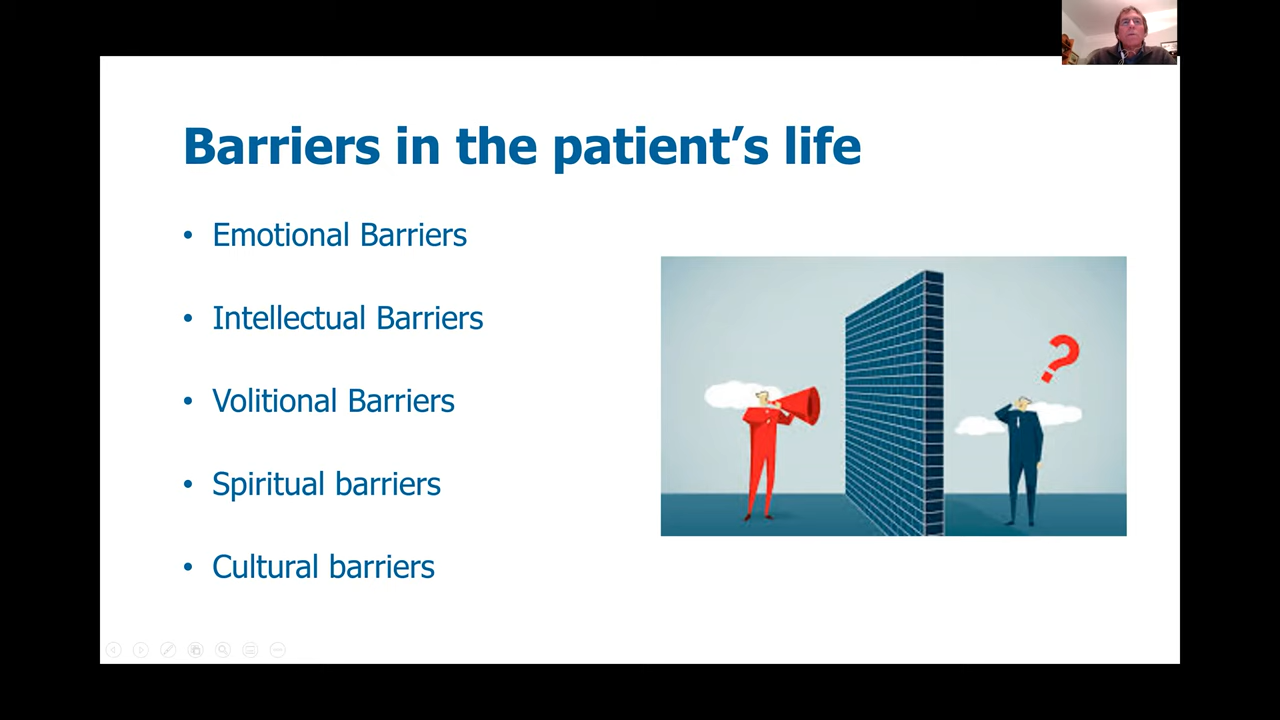 Barriers in the patient’s life
• Emotional Barriers
• Intellectual Barriers
• Volitional Barriers
• Spiritual barriers
• Cultural barriers
?